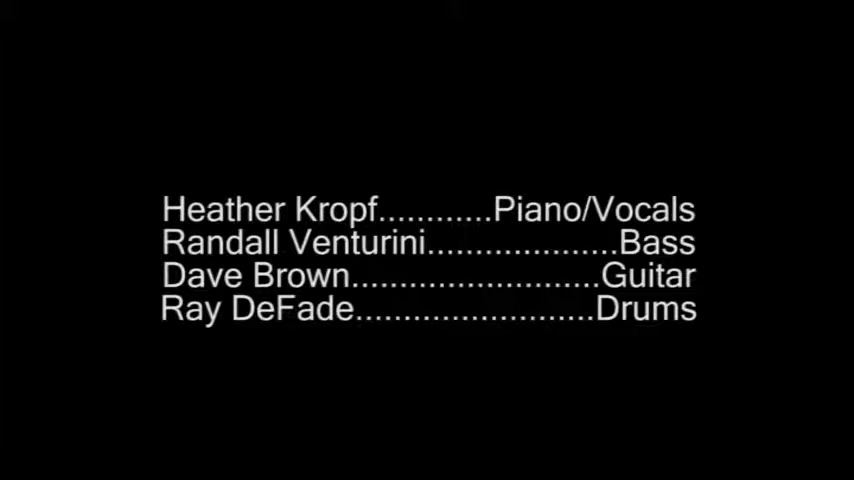 Heather Kropf............Piano/Vocals
Randall Venturini....................Bass
Dave Brown..........................Guitar
Ray DeFade.........................Drums